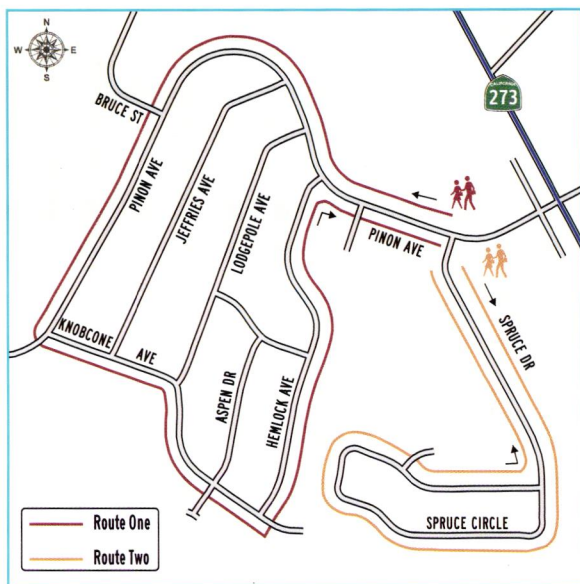 N
W E
S
CALIFORNIA
273
BRUCE ST
PINON AVE
JEFFRIES AVE
LODGEPOLE AVE
PINON AVE
SPRUCE DR
KNOBCONE AVE
ASPEN DR
HEMLOCK AVE
SPRUCE CIRCLE
Route One
Route Two